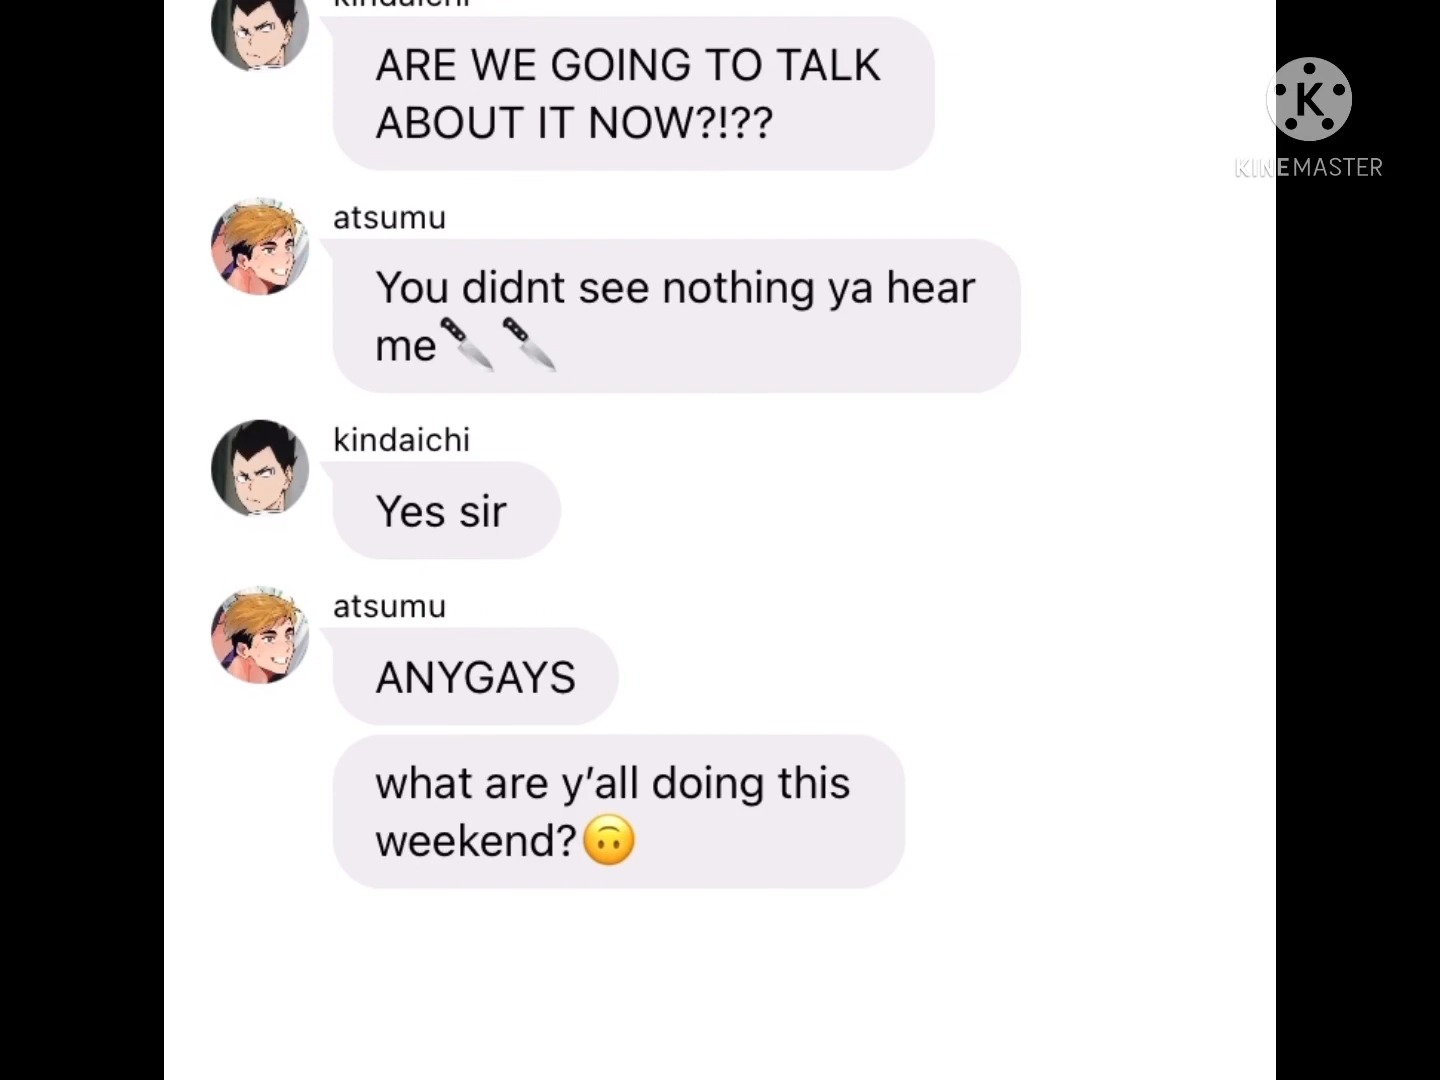 kindaichi
ARE WE GOING TO TALK
ABOUT IT NOW?!??
K
KINEMASTER
atsumu
You didnt see nothing ya hear
me🔪🔪
kindaichi
Yes sir
atsumu
ANYGAYS
what are y’all doing this
weekend?🙃